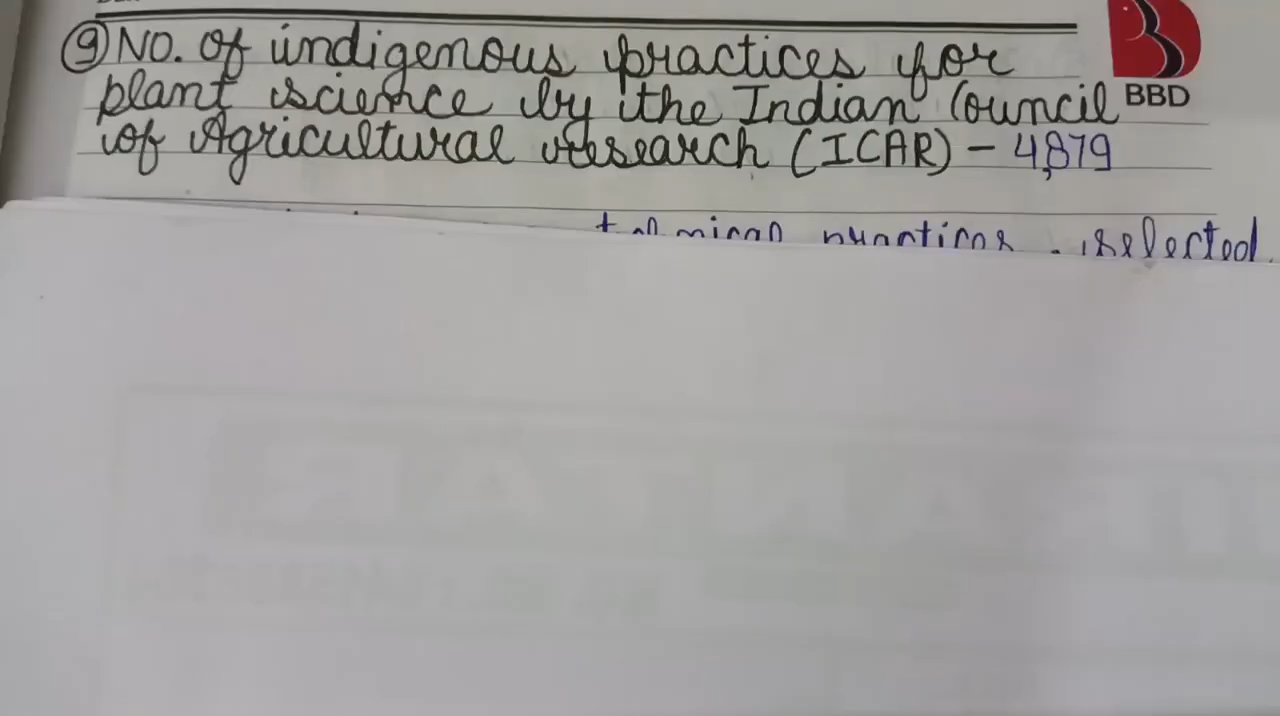 ⑨ No. of indigenous practices for
plant science by the Indian Council
of Agricultural Research (ICAR) - 4,879
BBD
selected